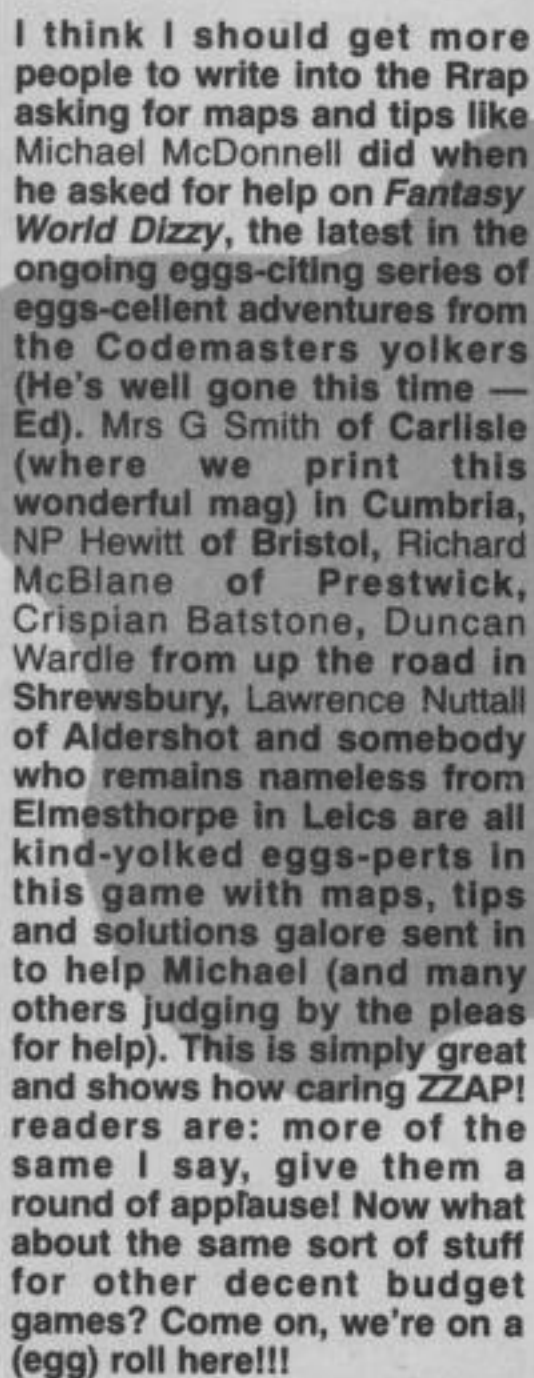 I think I should get more
people to write into the Rrap
asking for maps and tips like
Michael McDonnell did when
he asked for help on Fantasy
World Dizzy, the latest in the
ongoing eggs-citing series of
eggs-cellent adventures from
the Codemasters yolkers
(He's well gone this time —
Ed). Mrs G Smith of Carlisle
(where we print this
wonderful mag) in Cumbria,
NP Hewitt of Bristol, Richard
McBlane of Prestwick,
Crispian Batstone, Duncan
Wardle from up the road in
Shrewsbury, Lawrence Nuttall
of Aldershot and somebody
who remains nameless from
Elmesthorpe in Leics are all
kind-yolked eggs-perts in
this game with maps, tips
and solutions galore sent in
to help Michael (and many
others judging by the pleas
for help). This is simply great
and shows how caring ZZAP!
readers are: more of the
same I say, give them a
round of applause! Now what
about the same sort of stuff
for other decent budget
games? Come on, we're on a
(egg) roll here!!!